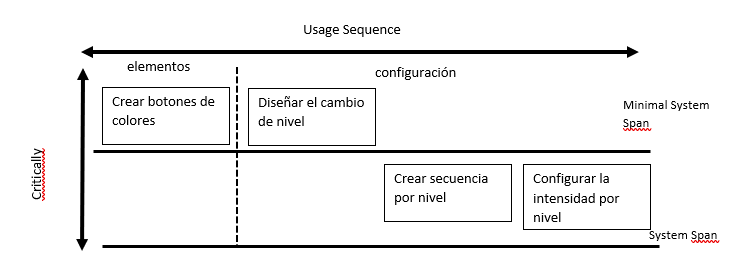 Usage Sequence
elementos
configuración
Crear botones de
colores
Diseñar el cambio
de nivel
Minimal System
Span
Critically
Crear secuencia
por nivel
Configurar la
intensidad por
nivel
System Span